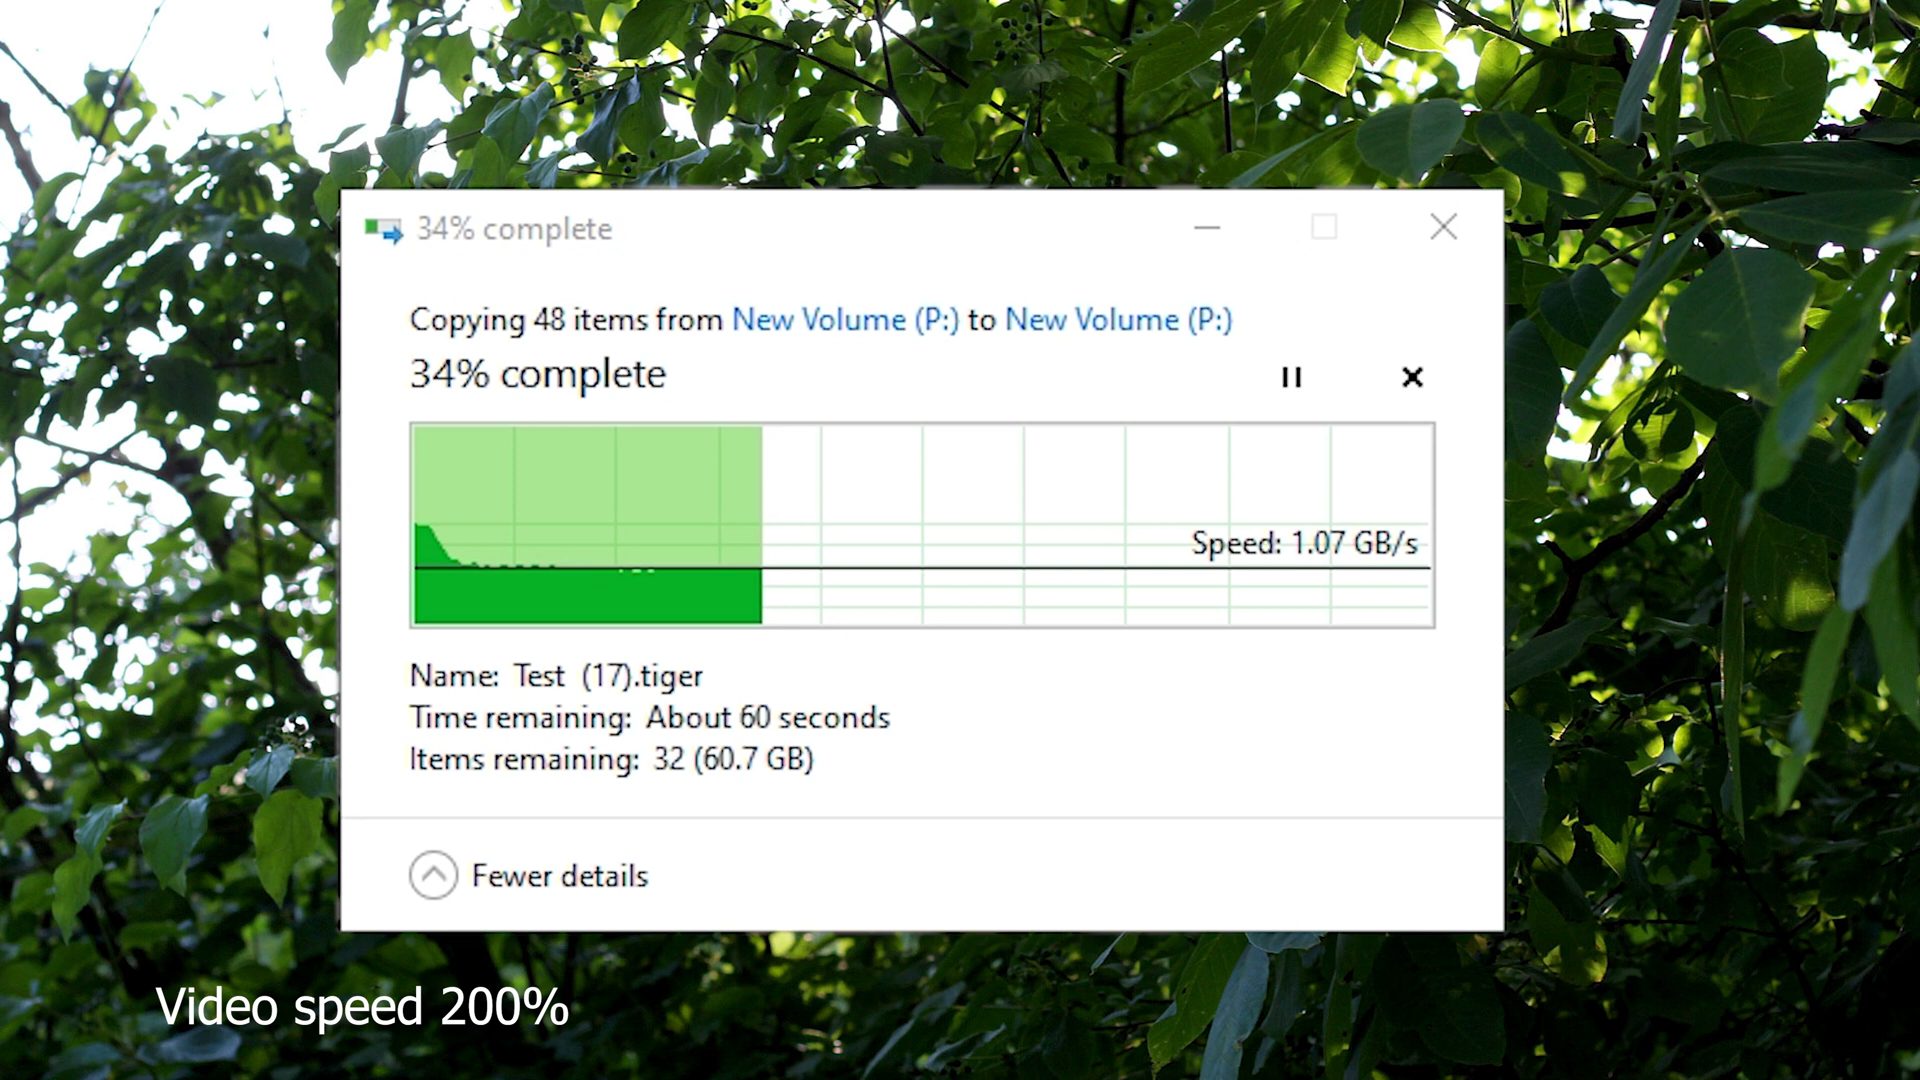 34% complete
Copying 48 items from New Volume (P:) to New Volume (P:)
34% complete
Speed: 1.07 GB/s
Name: Test (17).tiger
Time remaining: About 60 seconds
Items remaining: 32 (60.7 GB)
Fewer details
Video speed 200%